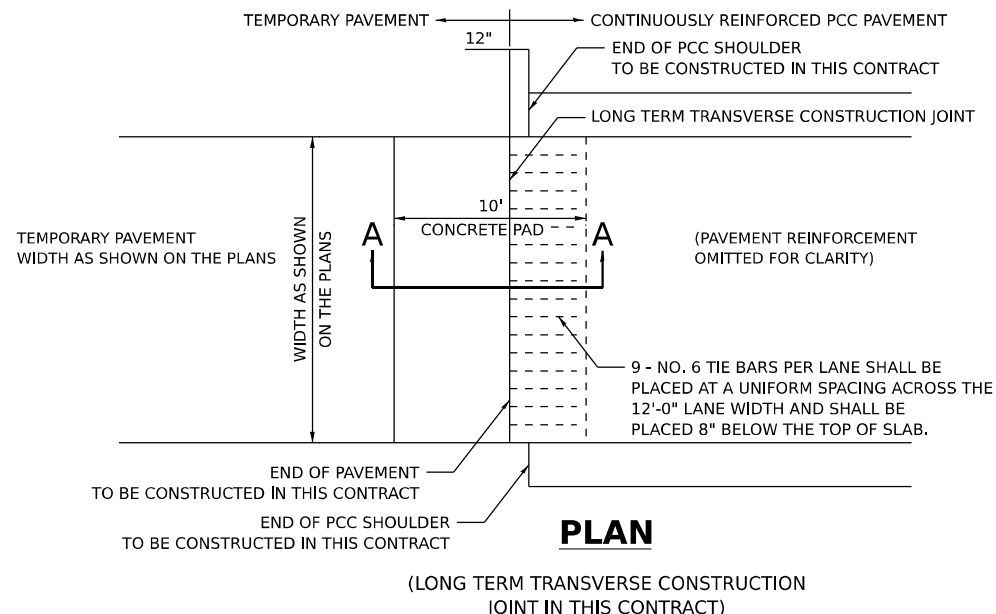 TEMPORARY PAVEMENT
CONTINUOUSLY REINFORCED PCC PAVEMENT
12"
END OF PCC SHOULDER
TO BE CONSTRUCTED IN THIS CONTRACT
LONG TERM TRANSVERSE CONSTRUCTION JOINT
10'
CONCRETE PAD
A
A
TEMPORARY PAVEMENT
WIDTH AS SHOWN ON THE PLANS
WIDTH AS SHOWN
ON THE PLANS
(PAVEMENT REINFORCEMENT
OMITTED FOR CLARITY)
9 - NO. 6 TIE BARS PER LANE SHALL BE
PLACED AT A UNIFORM SPACING ACROSS THE
12'-0" LANE WIDTH AND SHALL BE
PLACED 8" BELOW THE TOP OF SLAB.
END OF PAVEMENT
TO BE CONSTRUCTED IN THIS CONTRACT
END OF PCC SHOULDER
TO BE CONSTRUCTED IN THIS CONTRACT
PLAN
(LONG TERM TRANSVERSE CONSTRUCTION
JOINT IN THIS CONTRACT)